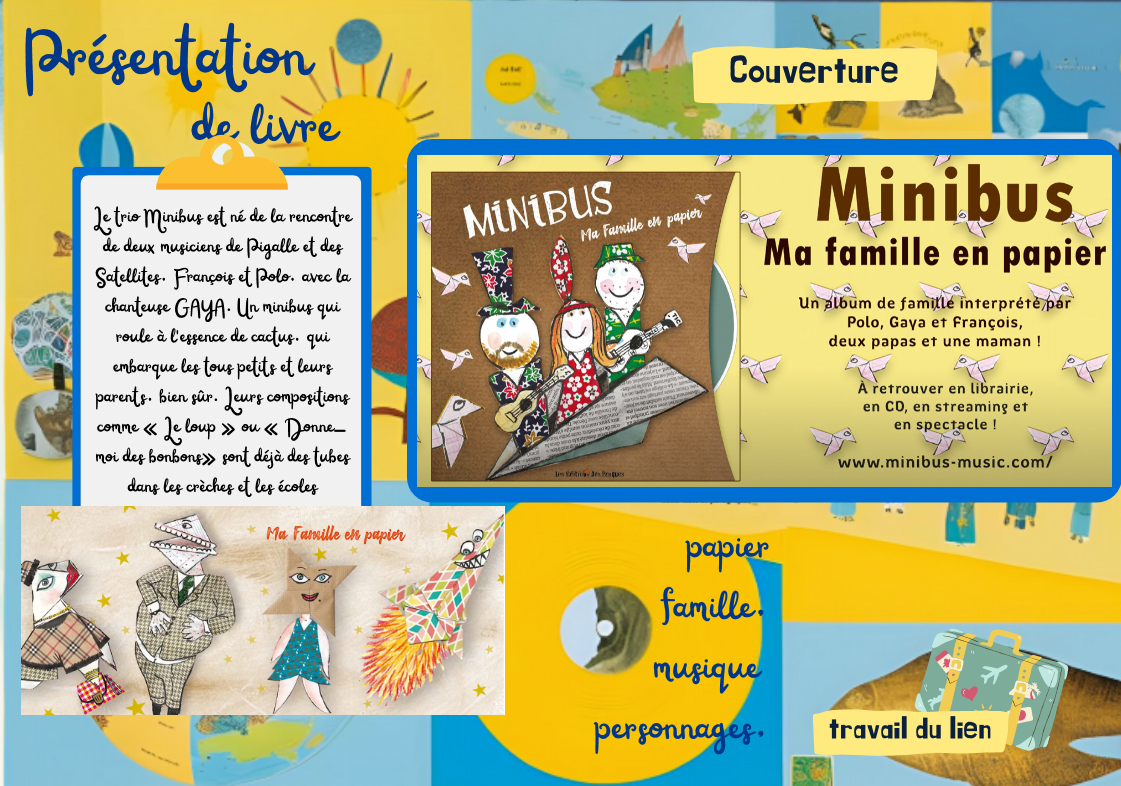 Présentation
de livre
Le trio Minibus est né de la rencontre
de deux musiciens de Pigalle et des
Satellites. François et Polo. avec la
chanteuse GAYA. Un minibus qui
roule à l'essence de cactus. qui
embarque les tous petits et leurs
parents. bien sûr. Leurs compositions
comme « Le loup » ou « Donne_
moi des bonbons» sont déjà des tubes
dans les crèches et les écoles
Couverture
MINIBUS
Ma Famille en papier
Les Éditions Des Braques
Minibus
Ma famille en papier
Un album de famille interprété par
Polo, Gaya et François,
deux papas et une maman !
À retrouver en librairie,
en CD, en streaming et
en spectacle !
www.minibus-music.com/
Ma Famille en papier
papier
famille.
musique
personnages.
travail du lien